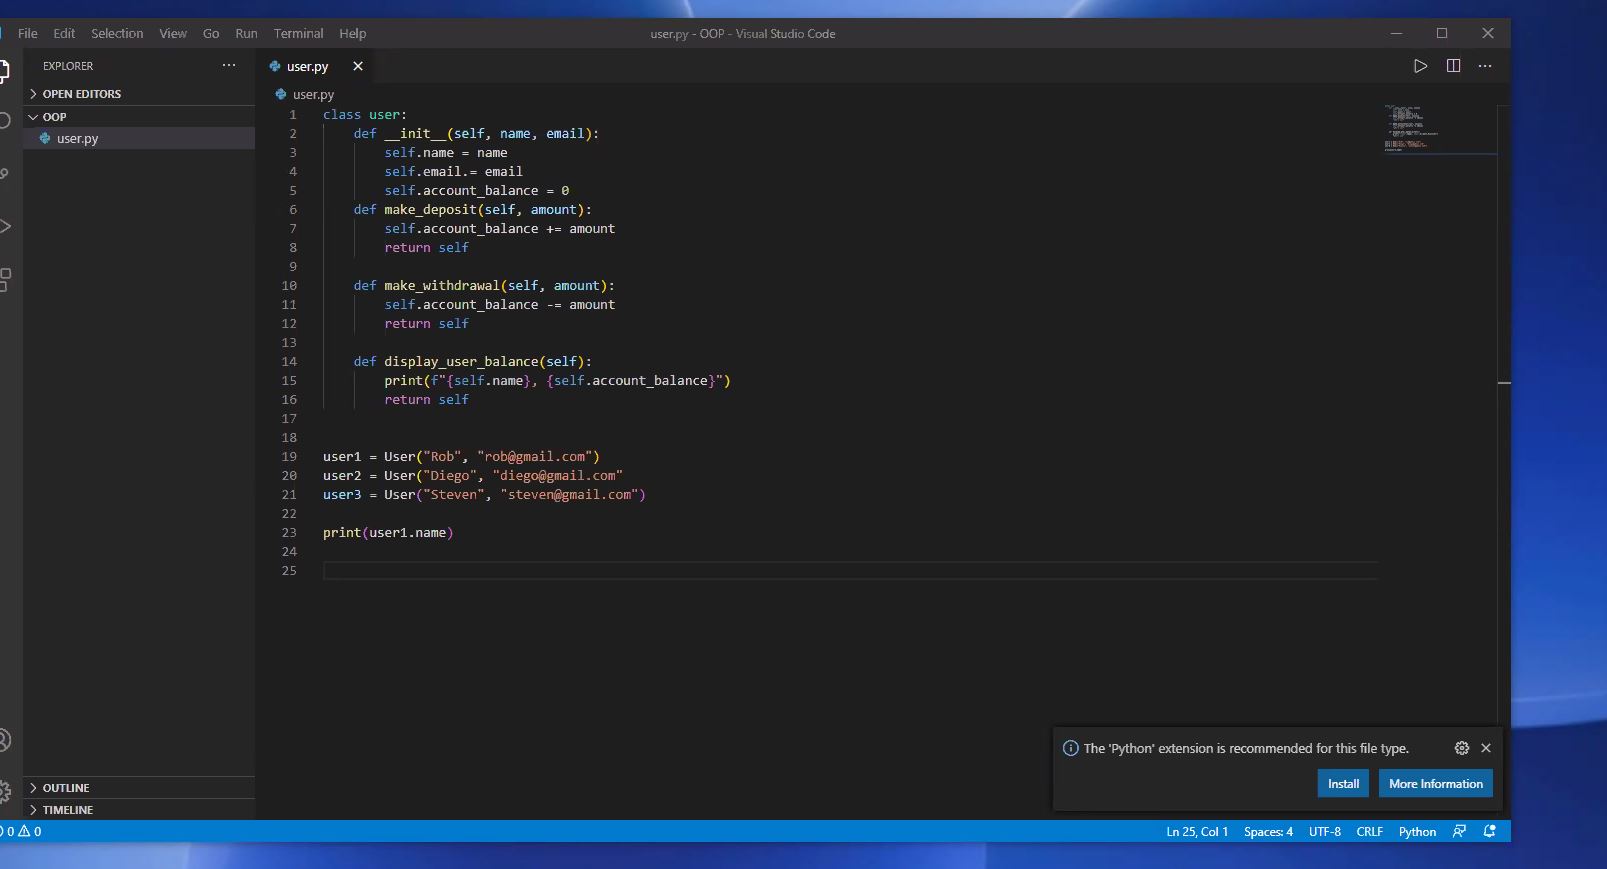 File Edit Selection View Go Run Terminal Help
user.py - OOP - Visual Studio Code
EXPLORER
OPEN EDITORS
OOP
user.py
OUTLINE
TIMELINE
user.py
user.py
1 class user:
2     def __init__(self, name, email):
3         self.name = name
4         self.email.= email
5         self.account_balance = 0
6     def make_deposit(self, amount):
7         self.account_balance += amount
8         return self
9
10     def make_withdrawal(self, amount):
11         self.account_balance -= amount
12         return self
13
14     def display_user_balance(self):
15         print(f"{self.name}, {self.account_balance}")
16         return self
17
18
19 user1 = User("Rob", "rob@gmail.com")
20 user2 = User("Diego", "diego@gmail.com"
21 user3 = User("Steven", "steven@gmail.com")
22
23 print(user1.name)
24
25
The 'Python' extension is recommended for this file type.
Install
More Information
0 0
Ln 25, Col 1 Spaces: 4 UTF-8 CRLF Python